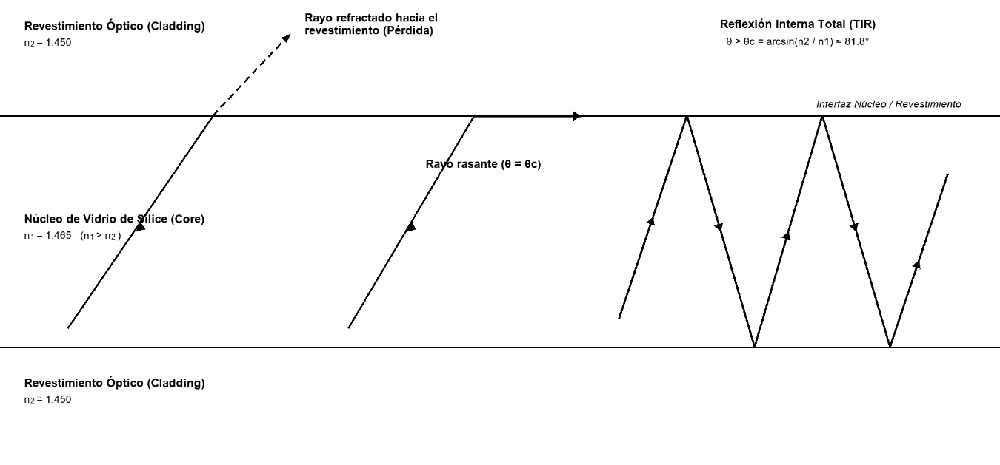 Revestimiento Óptico (Cladding)
n₂ = 1.450
Rayo refractado hacia el
revestimiento (Pérdida)
Reflexión Interna Total (TIR)
θ > θc = arcsin(n2 / n1) ≈ 81.8°
Interfaz Núcleo / Revestimiento
Rayo rasante (θ = θc)
Núcleo de Vidrio de Sílice (Core)
n₁ = 1.465 (n₁ > n₂ )
Revestimiento Óptico (Cladding)
n₂ = 1.450